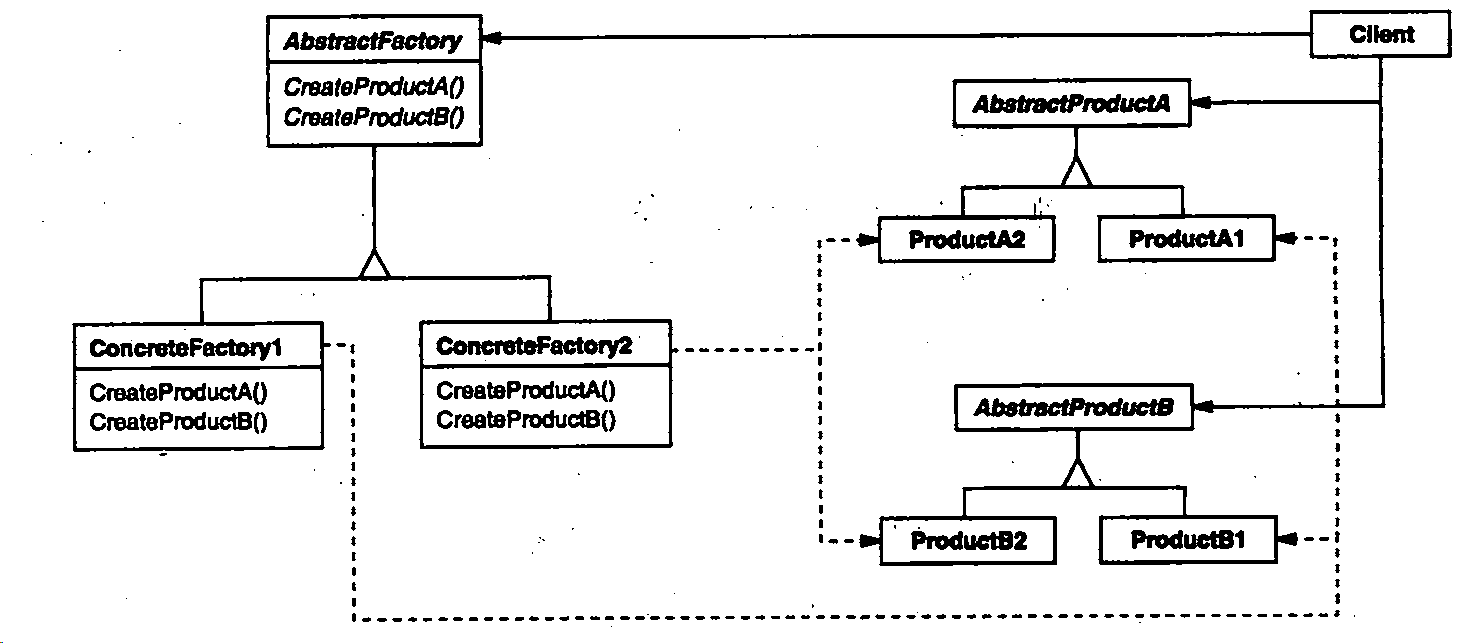 AbstractFactory
CreateProductA()
CreateProductB()
Client
AbstractProductA
ProductA2
ProductA1
ConcreteFactory1
CreateProductA()
CreateProductB()
ConcreteFactory2
CreateProductA()
CreateProductB()
AbstractProductB
ProductB2
ProductB1